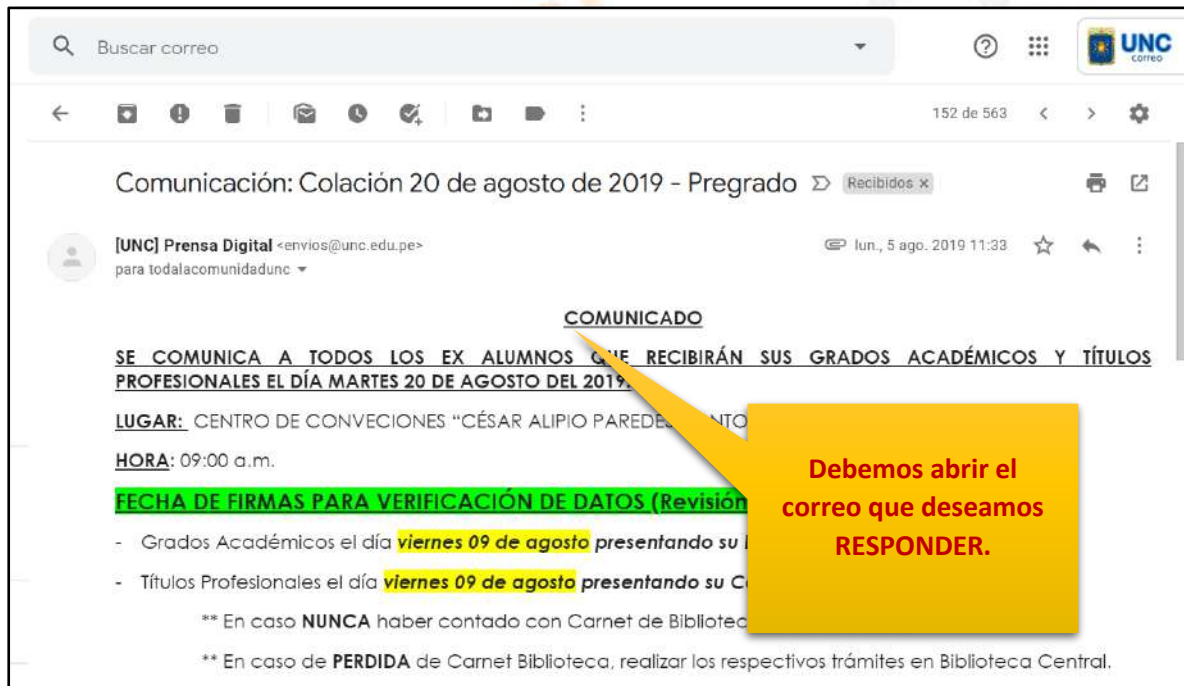 Buscar correo
UNC
correo
152 de 563
Comunicación: Colación 20 de agosto de 2019 - Pregrado Recibidos x
[UNC] Prensa Digital <envios@unc.edu.pe> lun., 5 ago. 2019 11:33
para todalacomunidadunc
COMUNICADO
SE COMUNICA A TODOS LOS EX ALUMNOS QUE RECIBIRÁN SUS GRADOS ACADÉMICOS Y TÍTULOS
PROFESIONALES EL DÍA MARTES 20 DE AGOSTO DEL 2019.
LUGAR: CENTRO DE CONVECIONES “CÉSAR ALIPIO PAREDES
HORA: 09:00 a.m.
FECHA DE FIRMAS PARA VERIFICACIÓN DE DATOS (Revisión
- Grados Académicos el día viernes 09 de agosto presentando su
- Títulos Profesionales el día viernes 09 de agosto presentando su
** En caso NUNCA haber contado con Carnet de
** En caso de PERDIDA de Carnet Biblioteca, realizar los respectivos trámites en Biblioteca Central.
Debemos abrir el
correo que deseamos
RESPONDER.